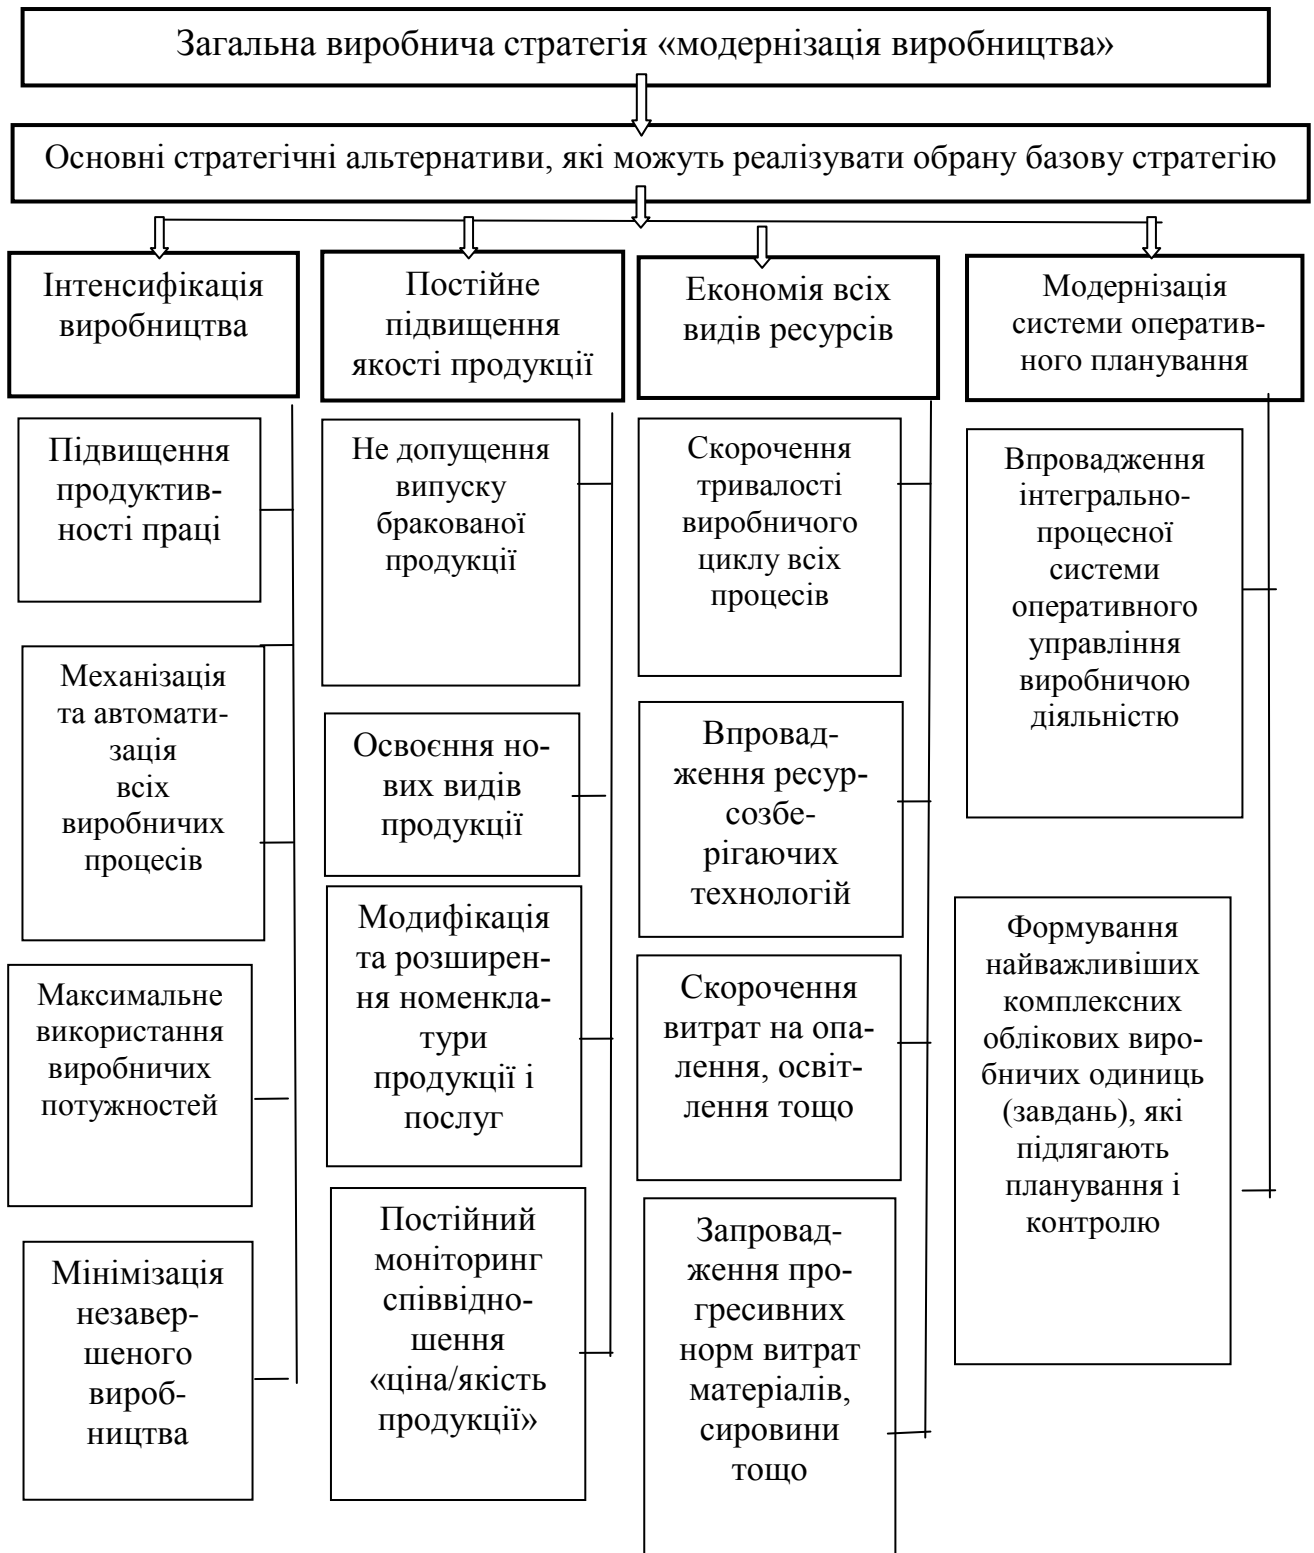 Загальна виробнича стратегія «модернізація виробництва»
Основні стратегічні альтернативи, які можуть реалізувати обрану базову стратегію
Інтенсифікація
виробництва
Підвищення
продуктив-
ності праці
Механізація
та автомати-
зація
всіх
виробничих
процесів
Максимальне
використання
виробничих
потужностей
Мінімізація
незавер-
шеного
вироб-
ництва
Постійне
підвищення
якості продукції
Не допущення
випуску
бракованої
продукції
Освоєння но-
вих видів
продукції
Модифікація
та розширен-
ня номенкла-
тури
продукції і
послуг
Постійний
моніторинг
співвідно-
шення
«ціна/якість
продукції»
Економія всіх
видів ресурсів
Скорочення
тривалості
виробничого
циклу всіх
процесів
Впровад-
ження ресур-
созбе-
рігаючих
технологій
Скорочення
витрат на опа-
лення, освіт-
лення тощо
Запровад-
ження про-
гресивних
норм витрат
матеріалів,
сировини
тощо
Модернізація
системи оператив-
ного планування
Впровадження
інтегрально-
процесної
системи
оперативного
управління
виробничою
діяльністю
Формування
найважливіших
комплексних
облікових виро-
бничих одиниць
(завдань), які
підлягають
планування і
контролю